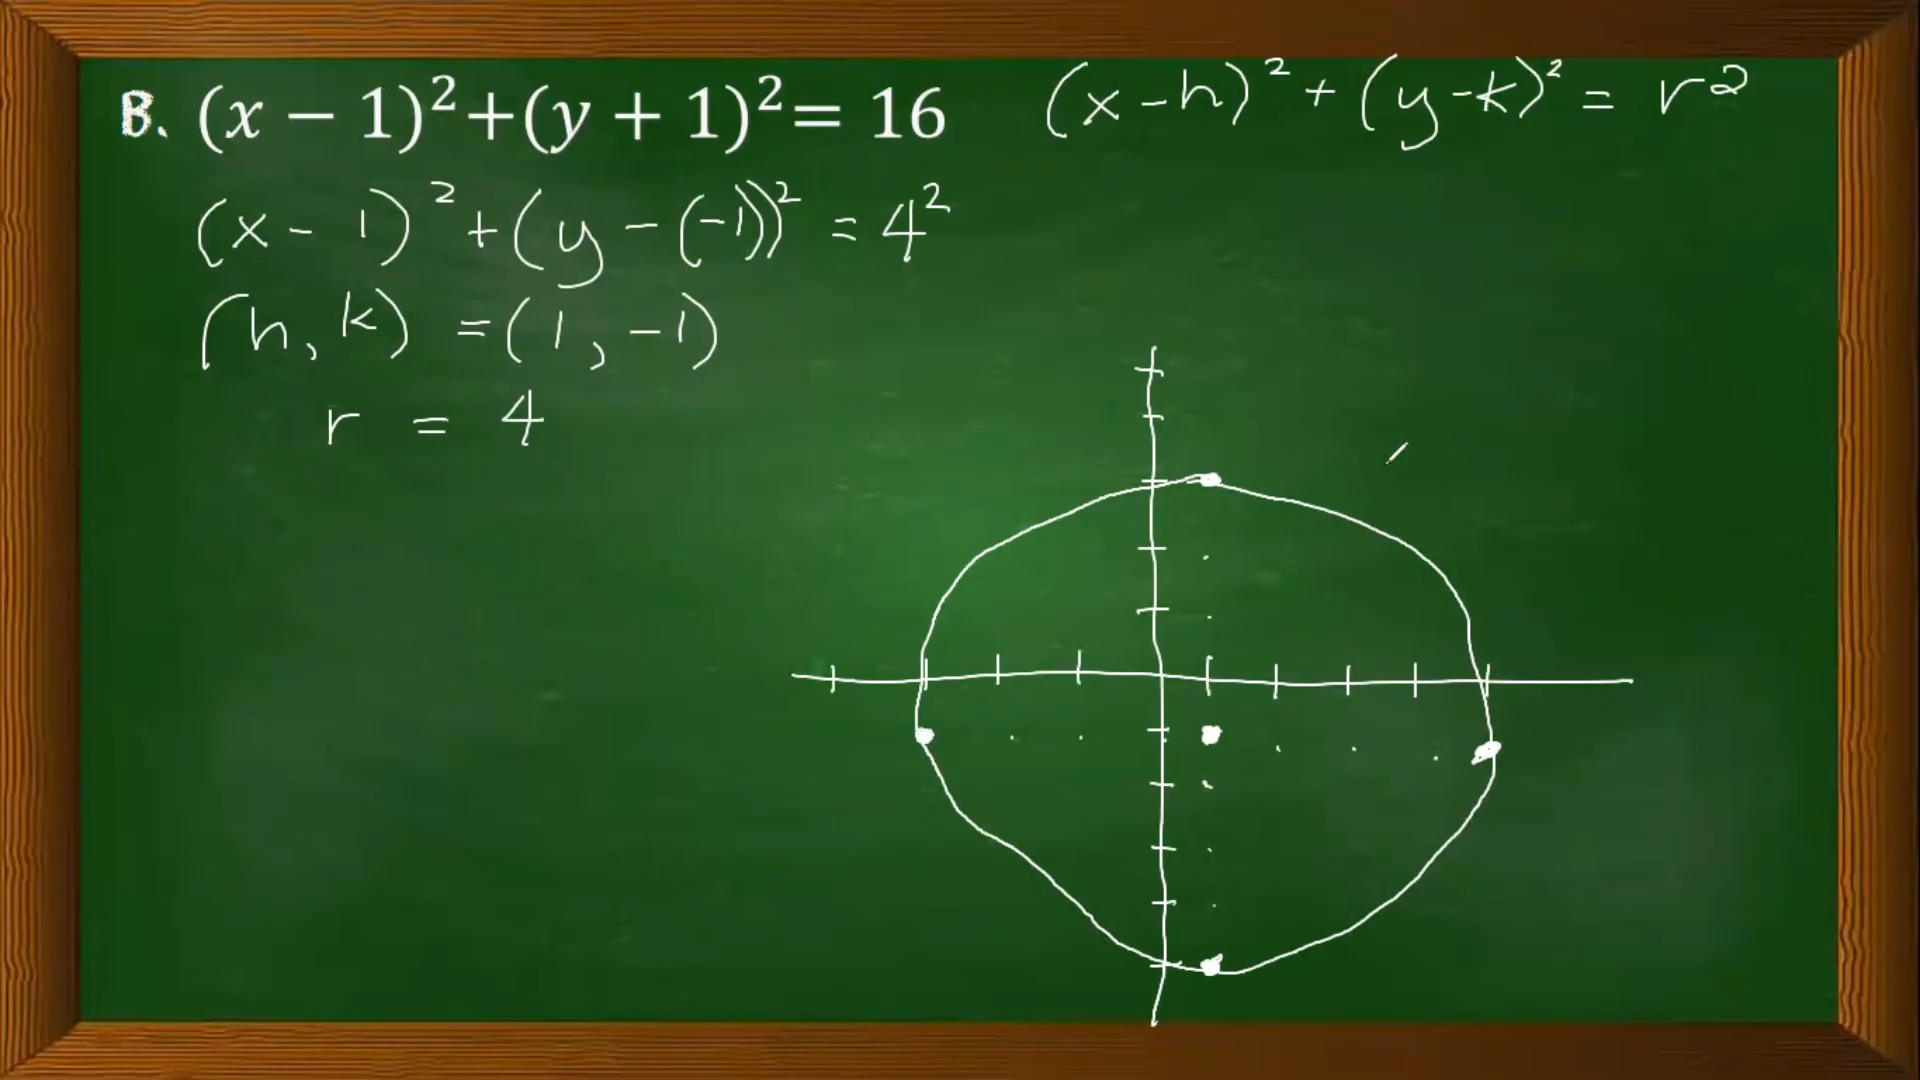 B. (x − 1)²+(y + 1)²= 16
(x-h)² + (y-k)² = r²
(x - 1)² + (y - (-1))² = 4²
(h, k) = (1, -1)
r = 4